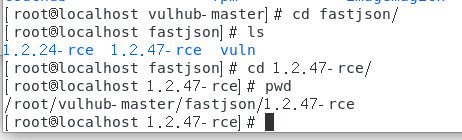 [root@localhost vulhub-master]# cd fastjson/
[root@localhost fastjson]# ls
1.2.24-rce 1.2.47-rce vuln
[root@localhost fastjson]# cd 1.2.47-rce/
[root@localhost 1.2.47-rce]# pwd
/root/vulhub-master/fastjson/1.2.47-rce
[root@localhost 1.2.47-rce]#